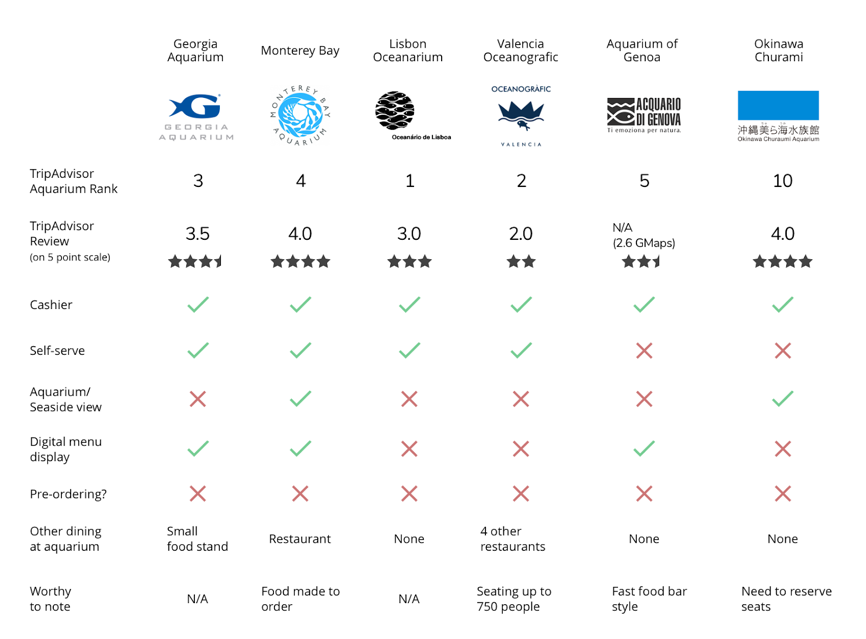 Georgia
Aquarium
Monterey Bay
Lisbon
Oceanarium
Valencia
Oceanografic
Aquarium of
Genoa
Okinawa
Churami
GEORGIA
AQUARIUM
MONTEREY BAY
AQUARIUM
Oceanário de Lisboa
OCEANOGRÀFIC
VALENCIA
ACQUARIO
DI GENOVA
Ti emoziona per natura.
沖縄美ら海水族館
Okinawa Churaumi Aquarium
TripAdvisor
Aquarium Rank
3 4 1 2 5 10
TripAdvisor
Review
(on 5 point scale)
3.5 4.0 3.0 2.0 N/A
(2.6 GMaps)
4.0
Cashier
Self-serve
Aquarium/
Seaside view
Digital menu
display
Pre-ordering?
Other dining
at aquarium
Small
food stand
Restaurant
None
4 other
restaurants
None
None
Worthy
to note
N/A
Food made to
order
N/A
Seating up to
750 people
Fast food bar
style
Need to reserve
seats